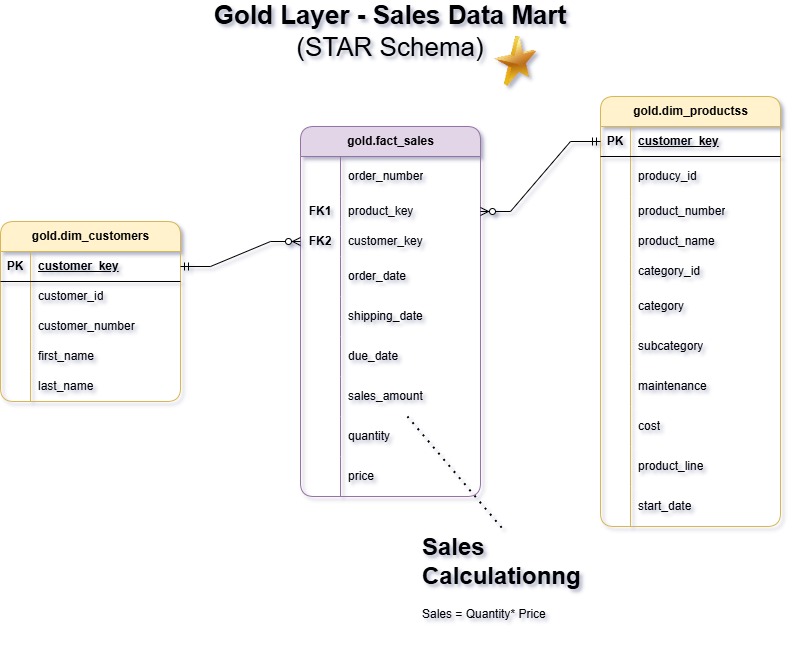 Gold Layer - Sales Data Mart
(STAR Schema)
gold.dim_customers
PK customer_key
customer_id
customer_number
first_name
last_name
gold.fact_sales
order_number
FK1 product_key
FK2 customer_key
order_date
shipping_date
due_date
sales_amount
quantity
price
gold.dim_productss
PK customer_key
producy_id
product_number
product_name
category_id
category
subcategory
maintenance
cost
product_line
start_date
Sales
Calculationng
Sales = Quantity* Price